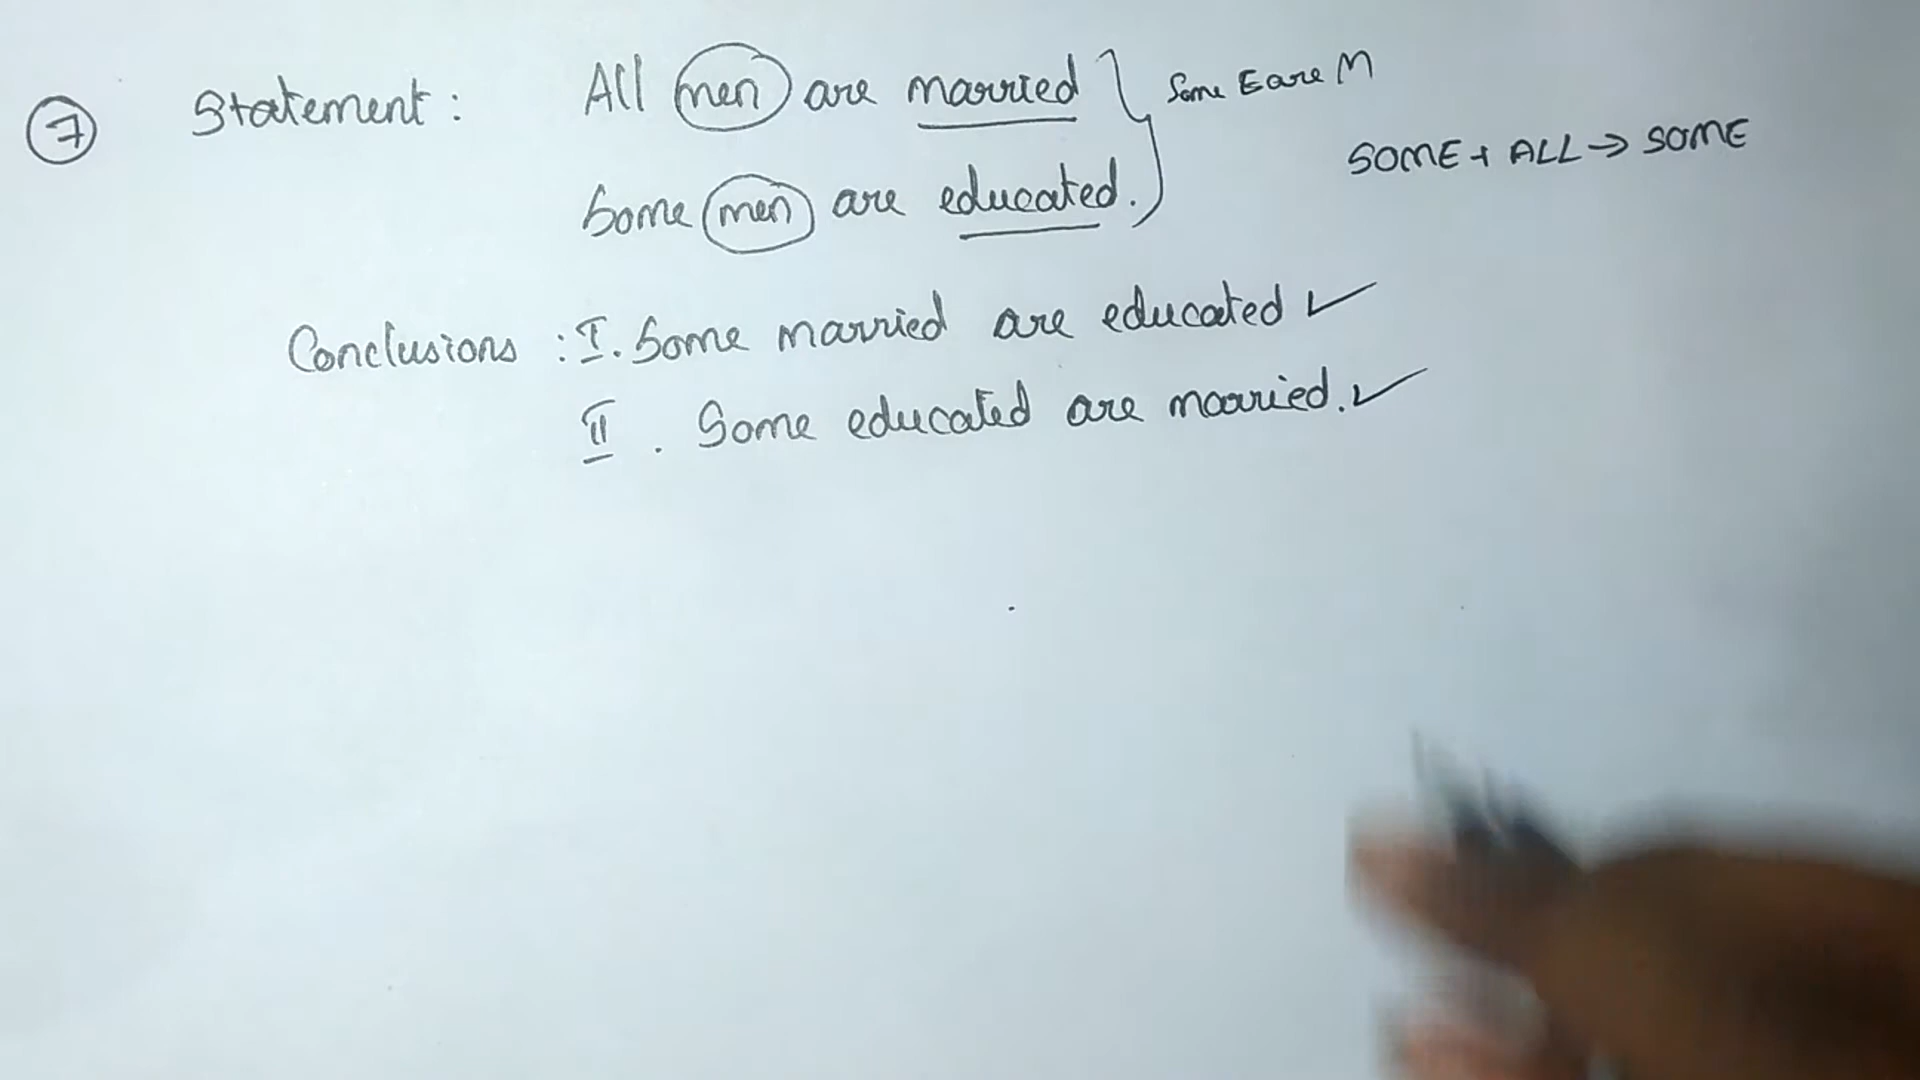 7 Statement : All men are married Some E are M
SOME + ALL → SOME
Some men are educated.
Conclusions : I. Some married are educated ✓
II . Some educated are married. ✓